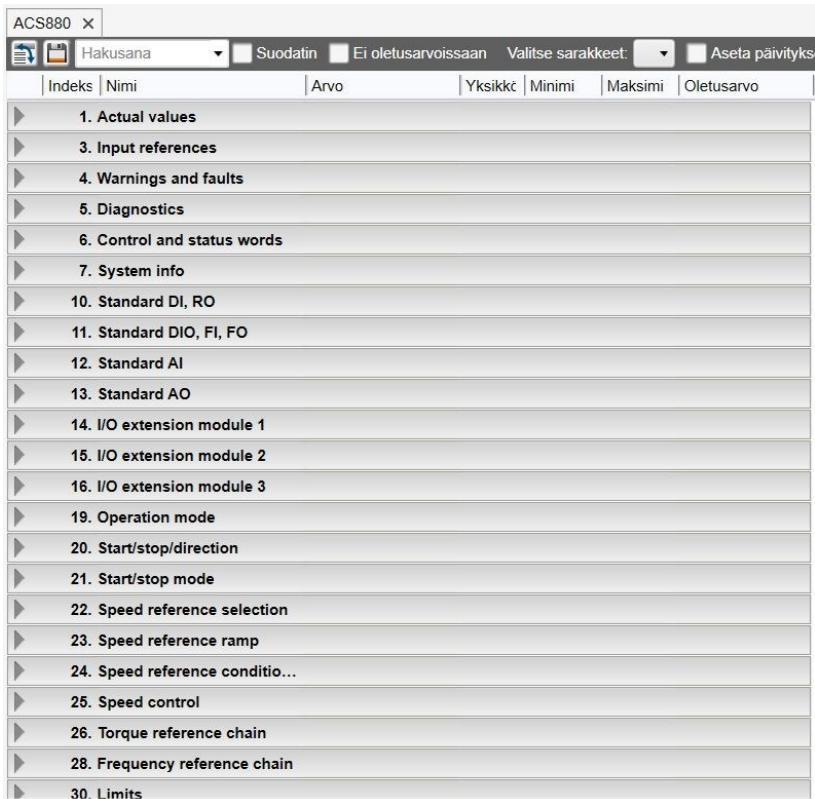 ACS880 ×
Hakusana Suodatin Ei oletusarvoissaan Valitse sarakkeet: Aseta päivityks
Indeks Nimi Arvo Yksikkö Minimi Maksimi Oletusarvo
1. Actual values
3. Input references
4. Warnings and faults
5. Diagnostics
6. Control and status words
7. System info
10. Standard DI, RO
11. Standard DIO, FI, FO
12. Standard AI
13. Standard AO
14. I/O extension module 1
15. I/O extension module 2
16. I/O extension module 3
19. Operation mode
20. Start/stop/direction
21. Start/stop mode
22. Speed reference selection
23. Speed reference ramp
24. Speed reference conditio...
25. Speed control
26. Torque reference chain
28. Frequency reference chain
30. Limits